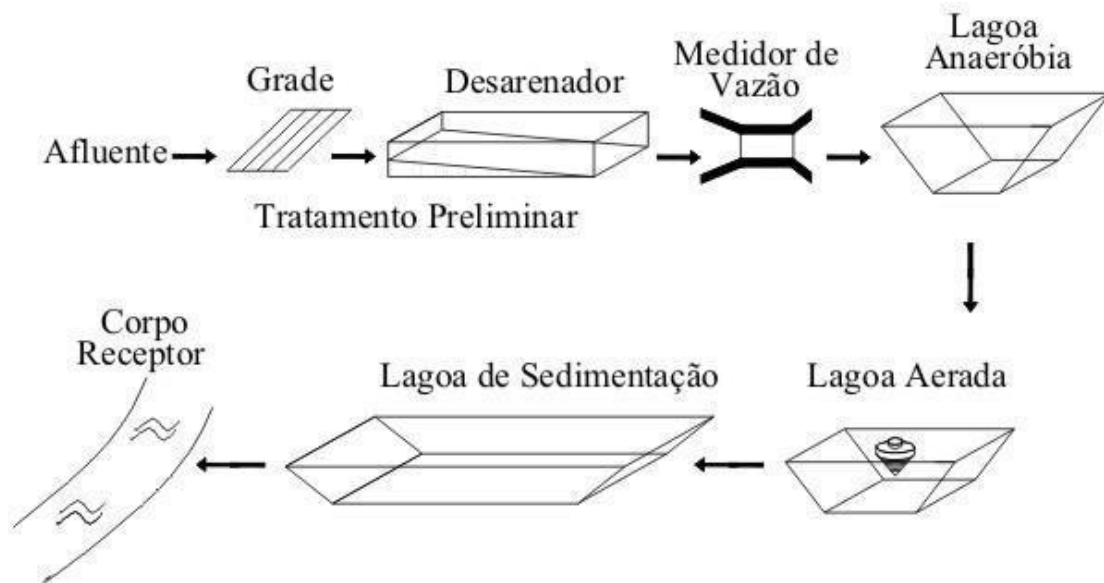 Afluente
Grade
Desarenador
Medidor de
Vazão
Lagoa
Anaeróbia
Tratamento Preliminar
Corpo
Receptor
Lagoa de Sedimentação
Lagoa Aerada